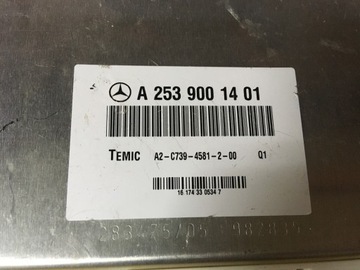 A 253 900 14 01
TEMIC A2-C739-4581-2-00 Q1
16 174 33 0534 7